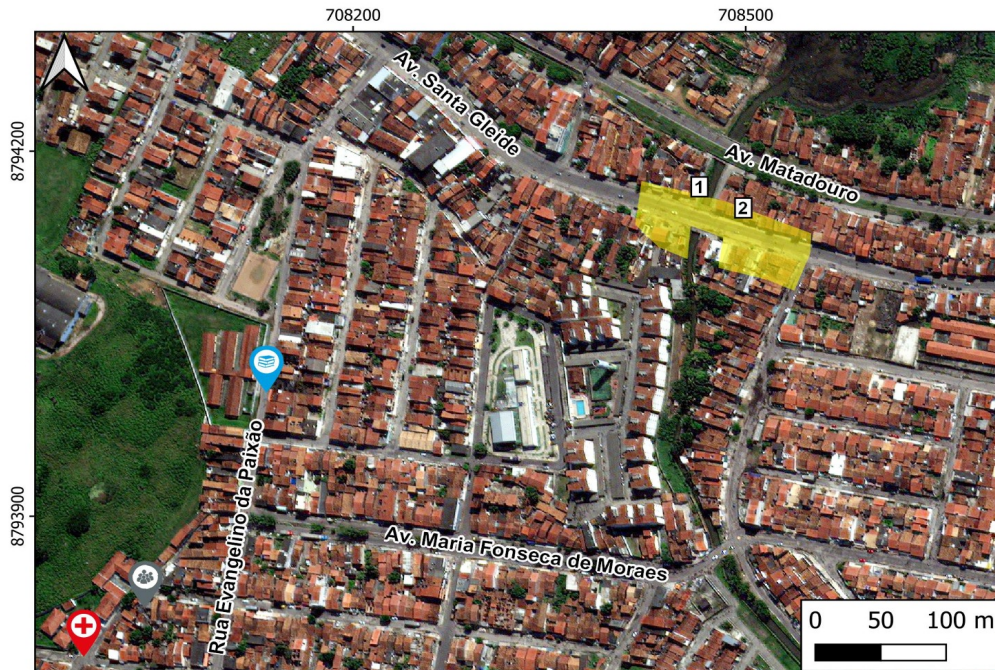 708200
708500
8794200
8793900
Av. Santa Gleide
Av. Matadouro
1
2
Rua Evangelino da Paixão
Av. Maria Fonseca de Moraes
0 50 100 m